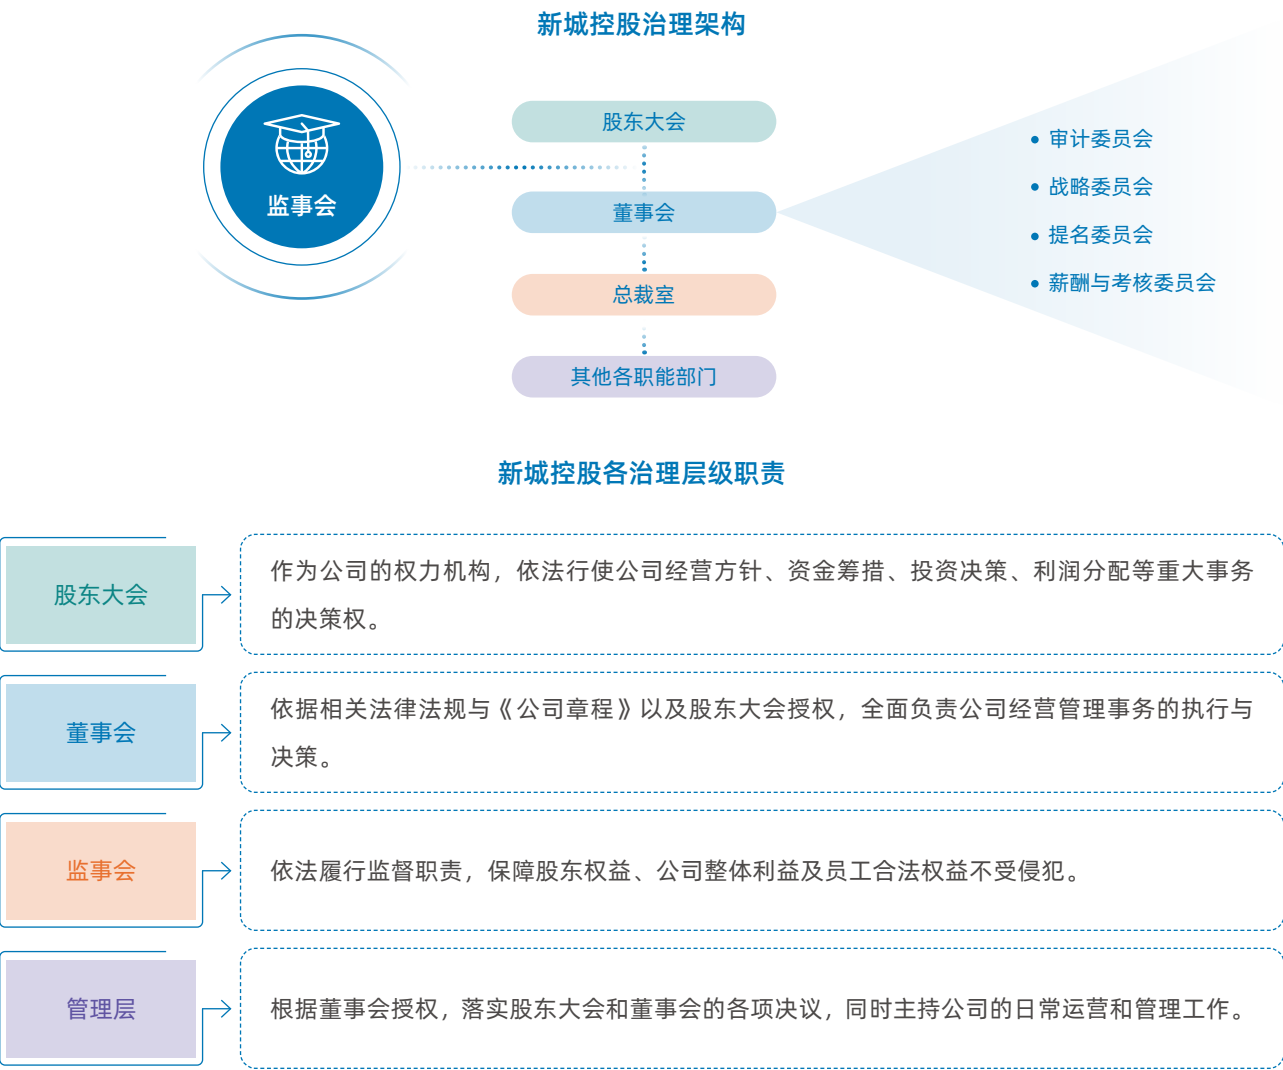 新城控股治理架构
监事会
股东大会
董事会
总裁室
其他各职能部门
• 审计委员会
• 战略委员会
• 提名委员会
• 薪酬与考核委员会
新城控股各治理层级职责
股东大会
作为公司的权力机构，依法行使公司经营方针、资金筹措、投资决策、利润分配等重大事务
的决策权。
董事会
依据相关法律法规与《公司章程》以及股东大会授权，全面负责公司经营管理事务的执行与
决策。
监事会
依法履行监督职责，保障股东权益、公司整体利益及员工合法权益不受侵犯。
管理层
根据董事会授权，落实股东大会和董事会的各项决议，同时主持公司的日常运营和管理工作。